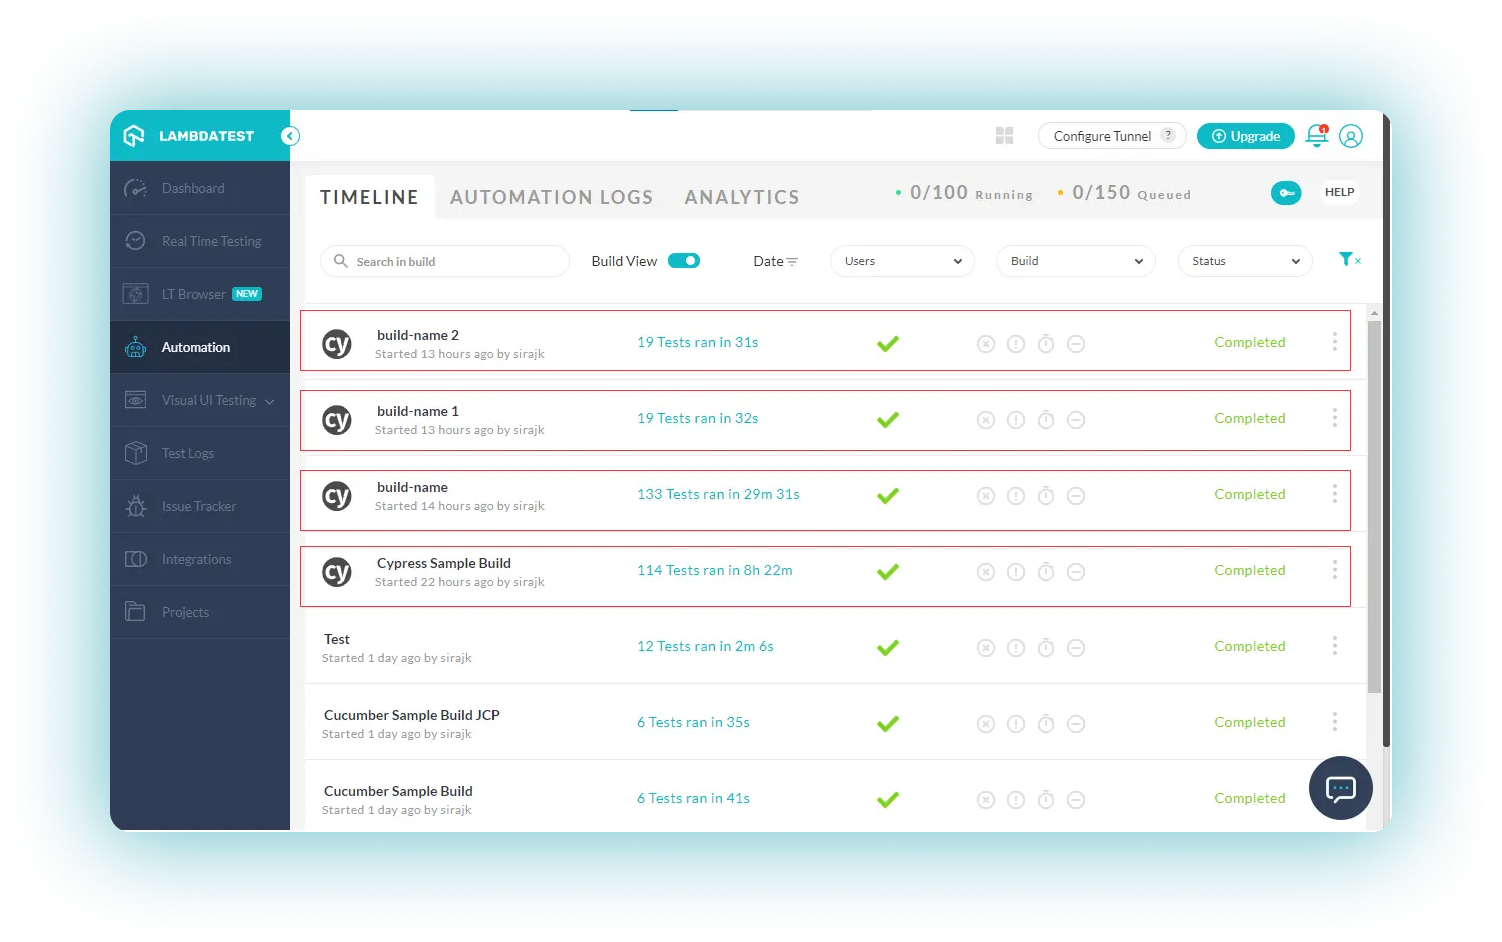 LAMBDATEST
Configure Tunnel ?
Upgrade
1
Dashboard
Real Time Testing
LT Browser NEW
Automation
Visual UI Testing
Test Logs
Issue Tracker
Integrations
Projects
TIMELINE AUTOMATION LOGS ANALYTICS
0/100 Running 0/150 Queued
HELP
Search in build
Build View
Date
Users
Build
Status
cy build-name 2
Started 13 hours ago by sirajk
19 Tests ran in 31s
Completed
cy build-name 1
Started 13 hours ago by sirajk
19 Tests ran in 32s
Completed
cy build-name
Started 14 hours ago by sirajk
133 Tests ran in 29m 31s
Completed
cy Cypress Sample Build
Started 22 hours ago by sirajk
114 Tests ran in 8h 22m
Completed
Test
Started 1 day ago by sirajk
12 Tests ran in 2m 6s
Completed
Cucumber Sample Build JCP
Started 1 day ago by sirajk
6 Tests ran in 35s
Completed
Cucumber Sample Build
Started 1 day ago by sirajk
6 Tests ran in 41s
Completed